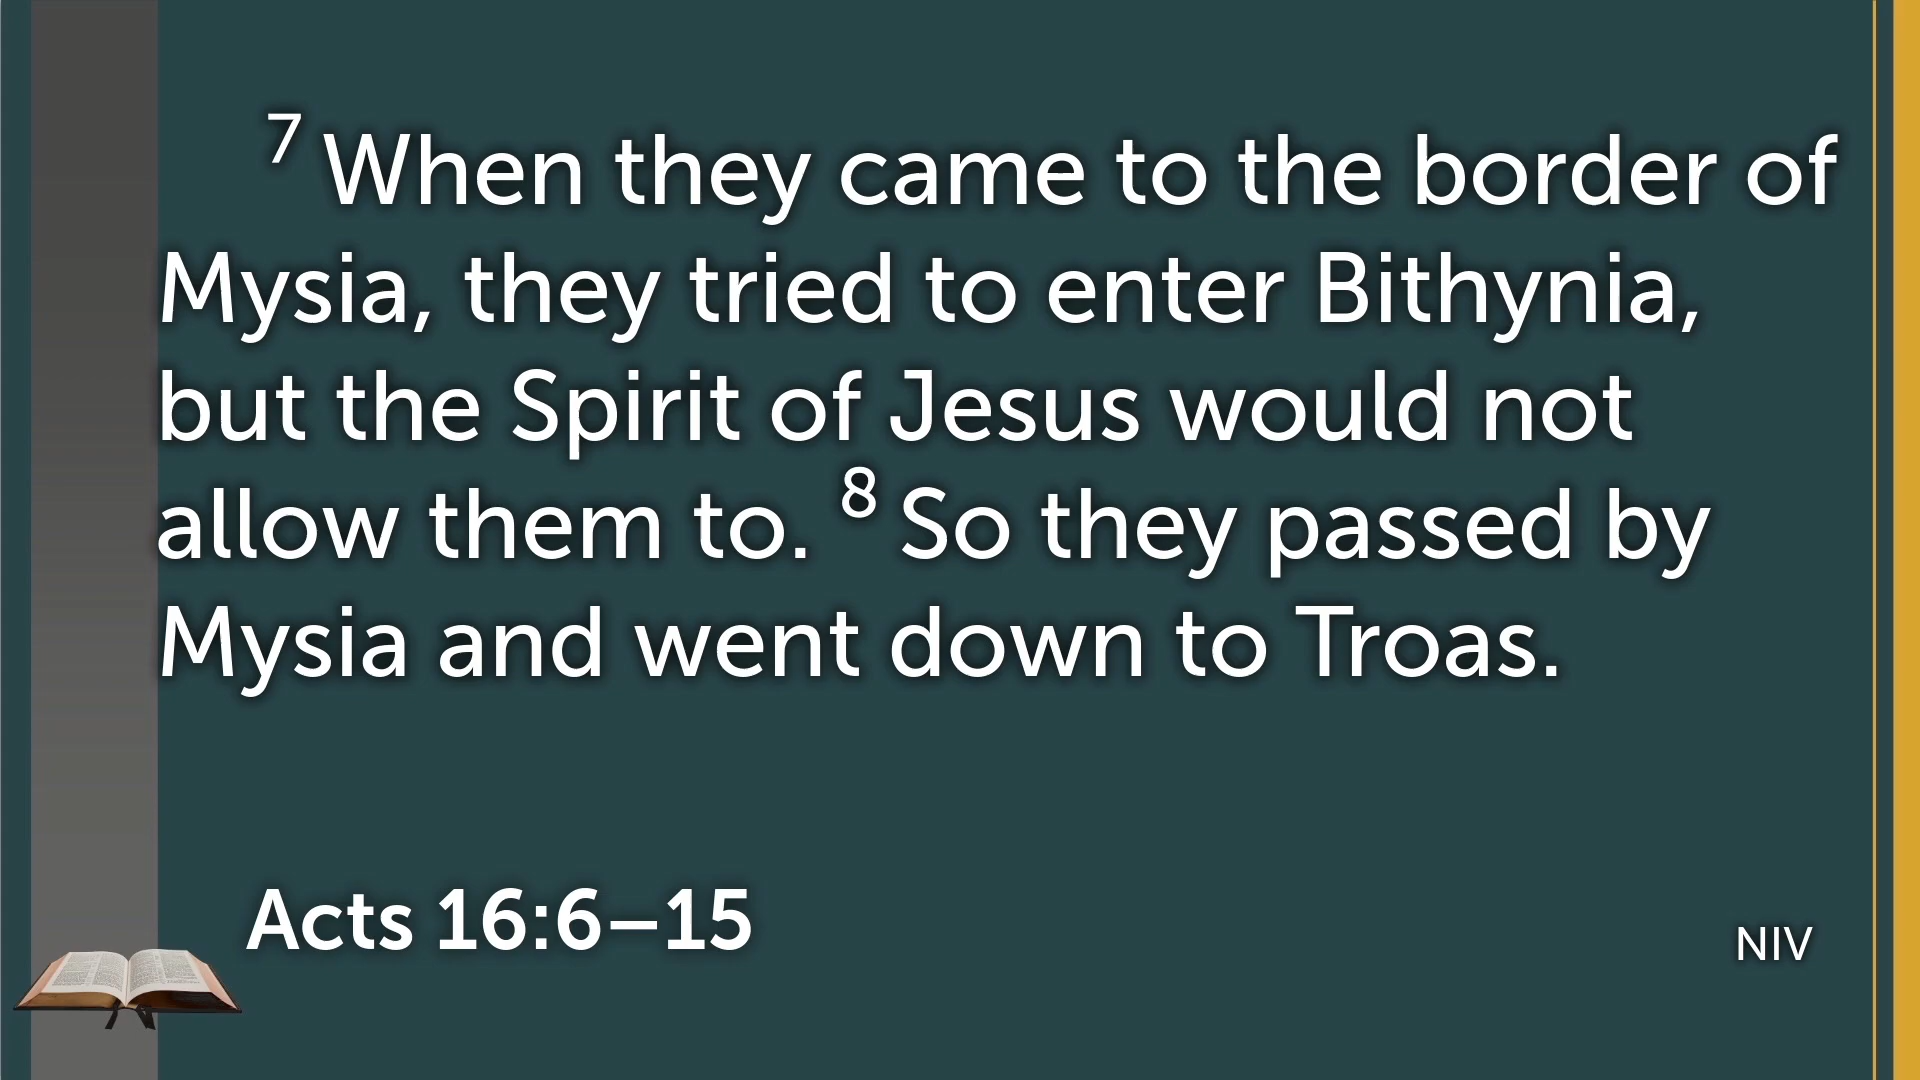 7 When they came to the border of
Mysia, they tried to enter Bithynia,
but the Spirit of Jesus would not
allow them to. 8 So they passed by
Mysia and went down to Troas.
Acts 16:6–15
NIV